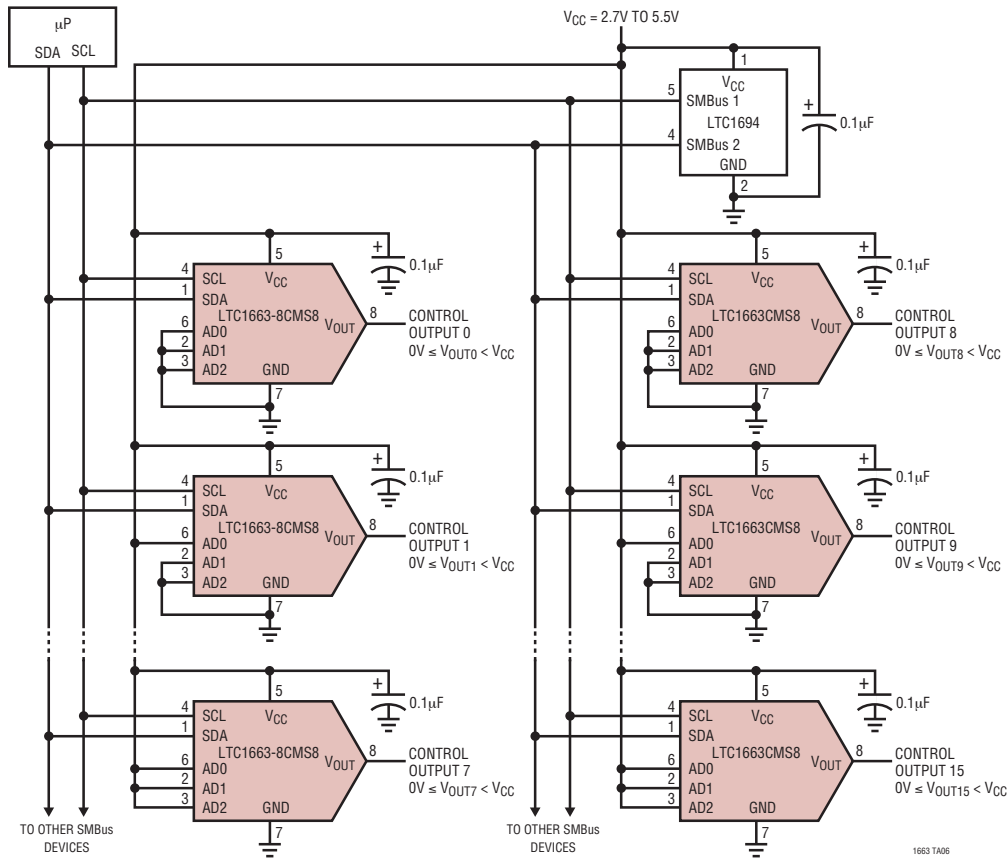 μP
SDA SCL
VCC = 2.7V TO 5.5V
1
VCC
5 SMBus 1
LTC1694
4 SMBus 2
GND
2
+
0.1μF
5
VCC
4 SCL
1 SDA
LTC1663-8CMS8
6 AD0
2 AD1
3 AD2
GND
7
VOUT
8
+
0.1μF
CONTROL
OUTPUT 0
0V ≤ VOUT0 < VCC
5
VCC
4 SCL
1 SDA
LTC1663CMS8
6 AD0
2 AD1
3 AD2
GND
7
VOUT
8
+
0.1μF
CONTROL
OUTPUT 8
0V ≤ VOUT8 < VCC
5
VCC
4 SCL
1 SDA
LTC1663-8CMS8
6 AD0
2 AD1
3 AD2
GND
7
VOUT
8
+
0.1μF
CONTROL
OUTPUT 1
0V ≤ VOUT1 < VCC
5
VCC
4 SCL
1 SDA
LTC1663CMS8
6 AD0
2 AD1
3 AD2
GND
7
VOUT
8
+
0.1μF
CONTROL
OUTPUT 9
0V ≤ VOUT9 < VCC
5
VCC
4 SCL
1 SDA
LTC1663-8CMS8
6 AD0
2 AD1
3 AD2
GND
7
VOUT
8
+
0.1μF
CONTROL
OUTPUT 7
0V ≤ VOUT7 < VCC
5
VCC
4 SCL
1 SDA
LTC1663CMS8
6 AD0
2 AD1
3 AD2
GND
7
VOUT
8
+
0.1μF
CONTROL
OUTPUT 15
0V ≤ VOUT15 < VCC
TO OTHER SMBus
DEVICES
TO OTHER SMBus
DEVICES
1663 TA06